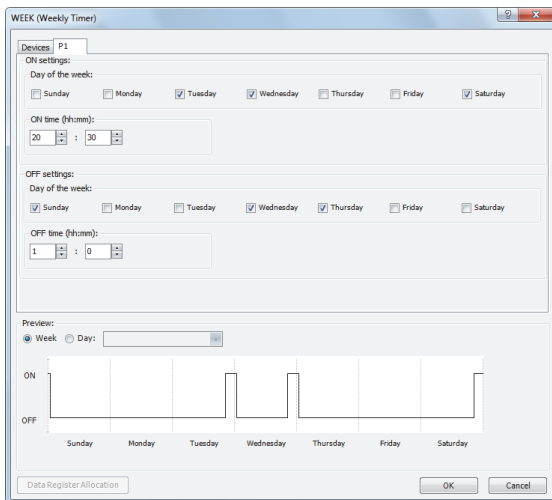 WEEK (Weekly Timer)
Devices P1
ON settings:
Day of the week:
Sunday Monday Tuesday Wednesday Thursday Friday Saturday
ON time (hh:mm):
20 : 30
OFF settings:
Day of the week:
Sunday Monday Tuesday Wednesday Thursday Friday Saturday
OFF time (hh:mm):
1 : 0
Preview:
Week Day:
ON
OFF
Sunday Monday Tuesday Wednesday Thursday Friday Saturday
Data Register Allocation OK Cancel